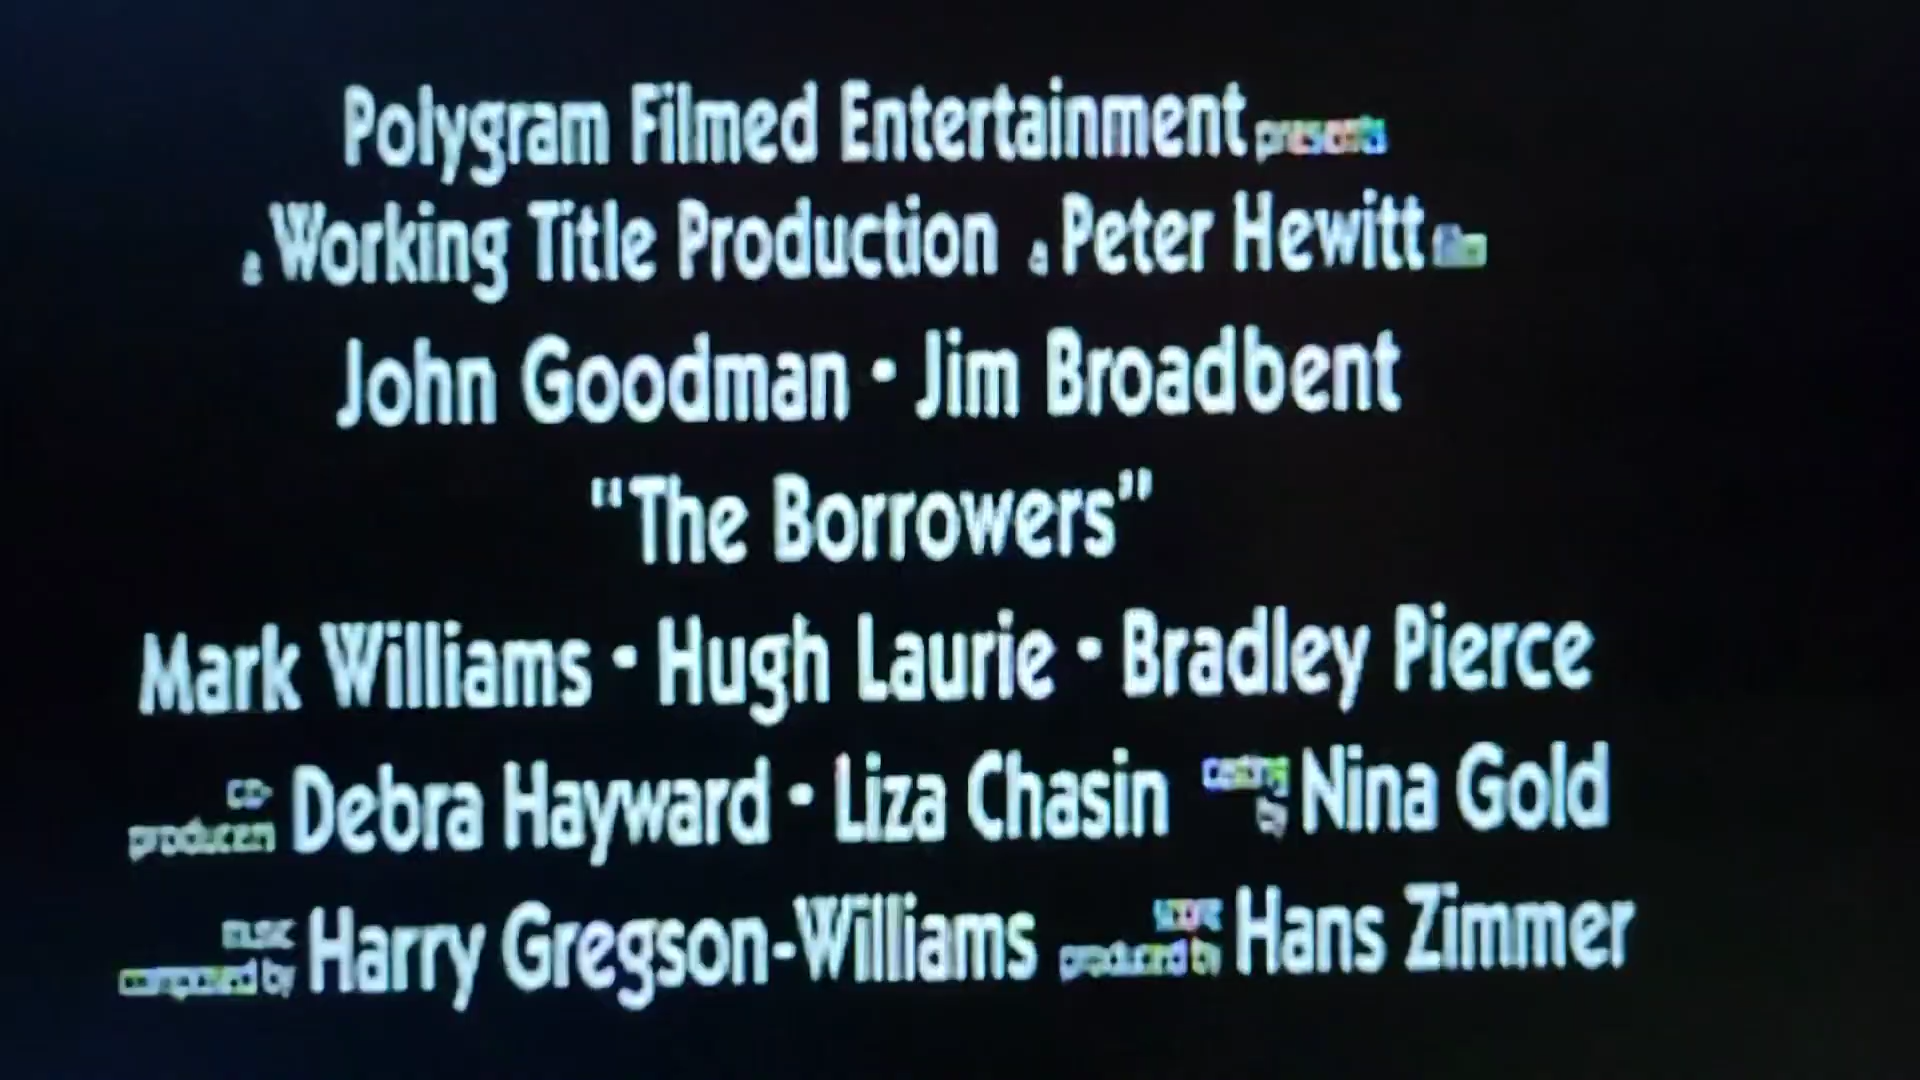 Polygram Filmed Entertainment presents
a Working Title Production a Peter Hewitt film
John Goodman • Jim Broadbent
“The Borrowers”
Mark Williams • Hugh Laurie • Bradley Pierce
co-producers Debra Hayward • Liza Chasin casting by Nina Gold
music composed by Harry Gregson-Williams score produced by Hans Zimmer